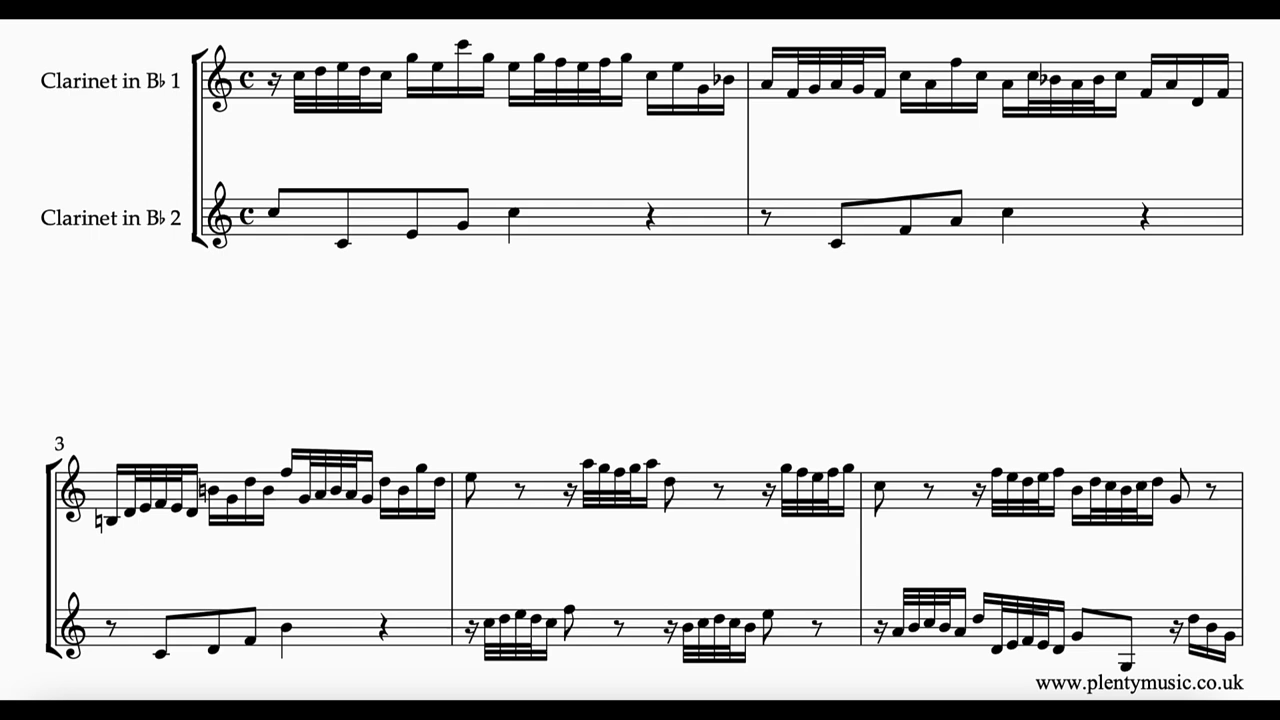 Clarinet in B♭ 1
Clarinet in B♭ 2
3
www.plentymusic.co.uk